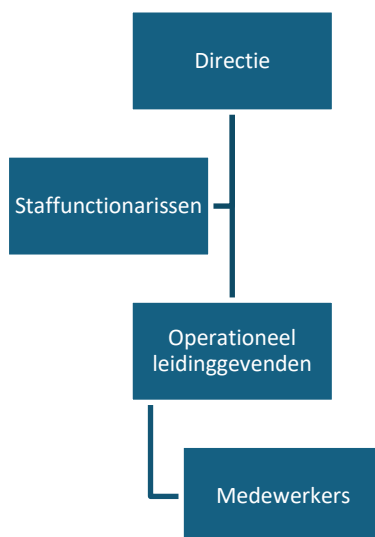 Directie
Staffunctionarissen
Operationeel
leidinggevenden
Medewerkers